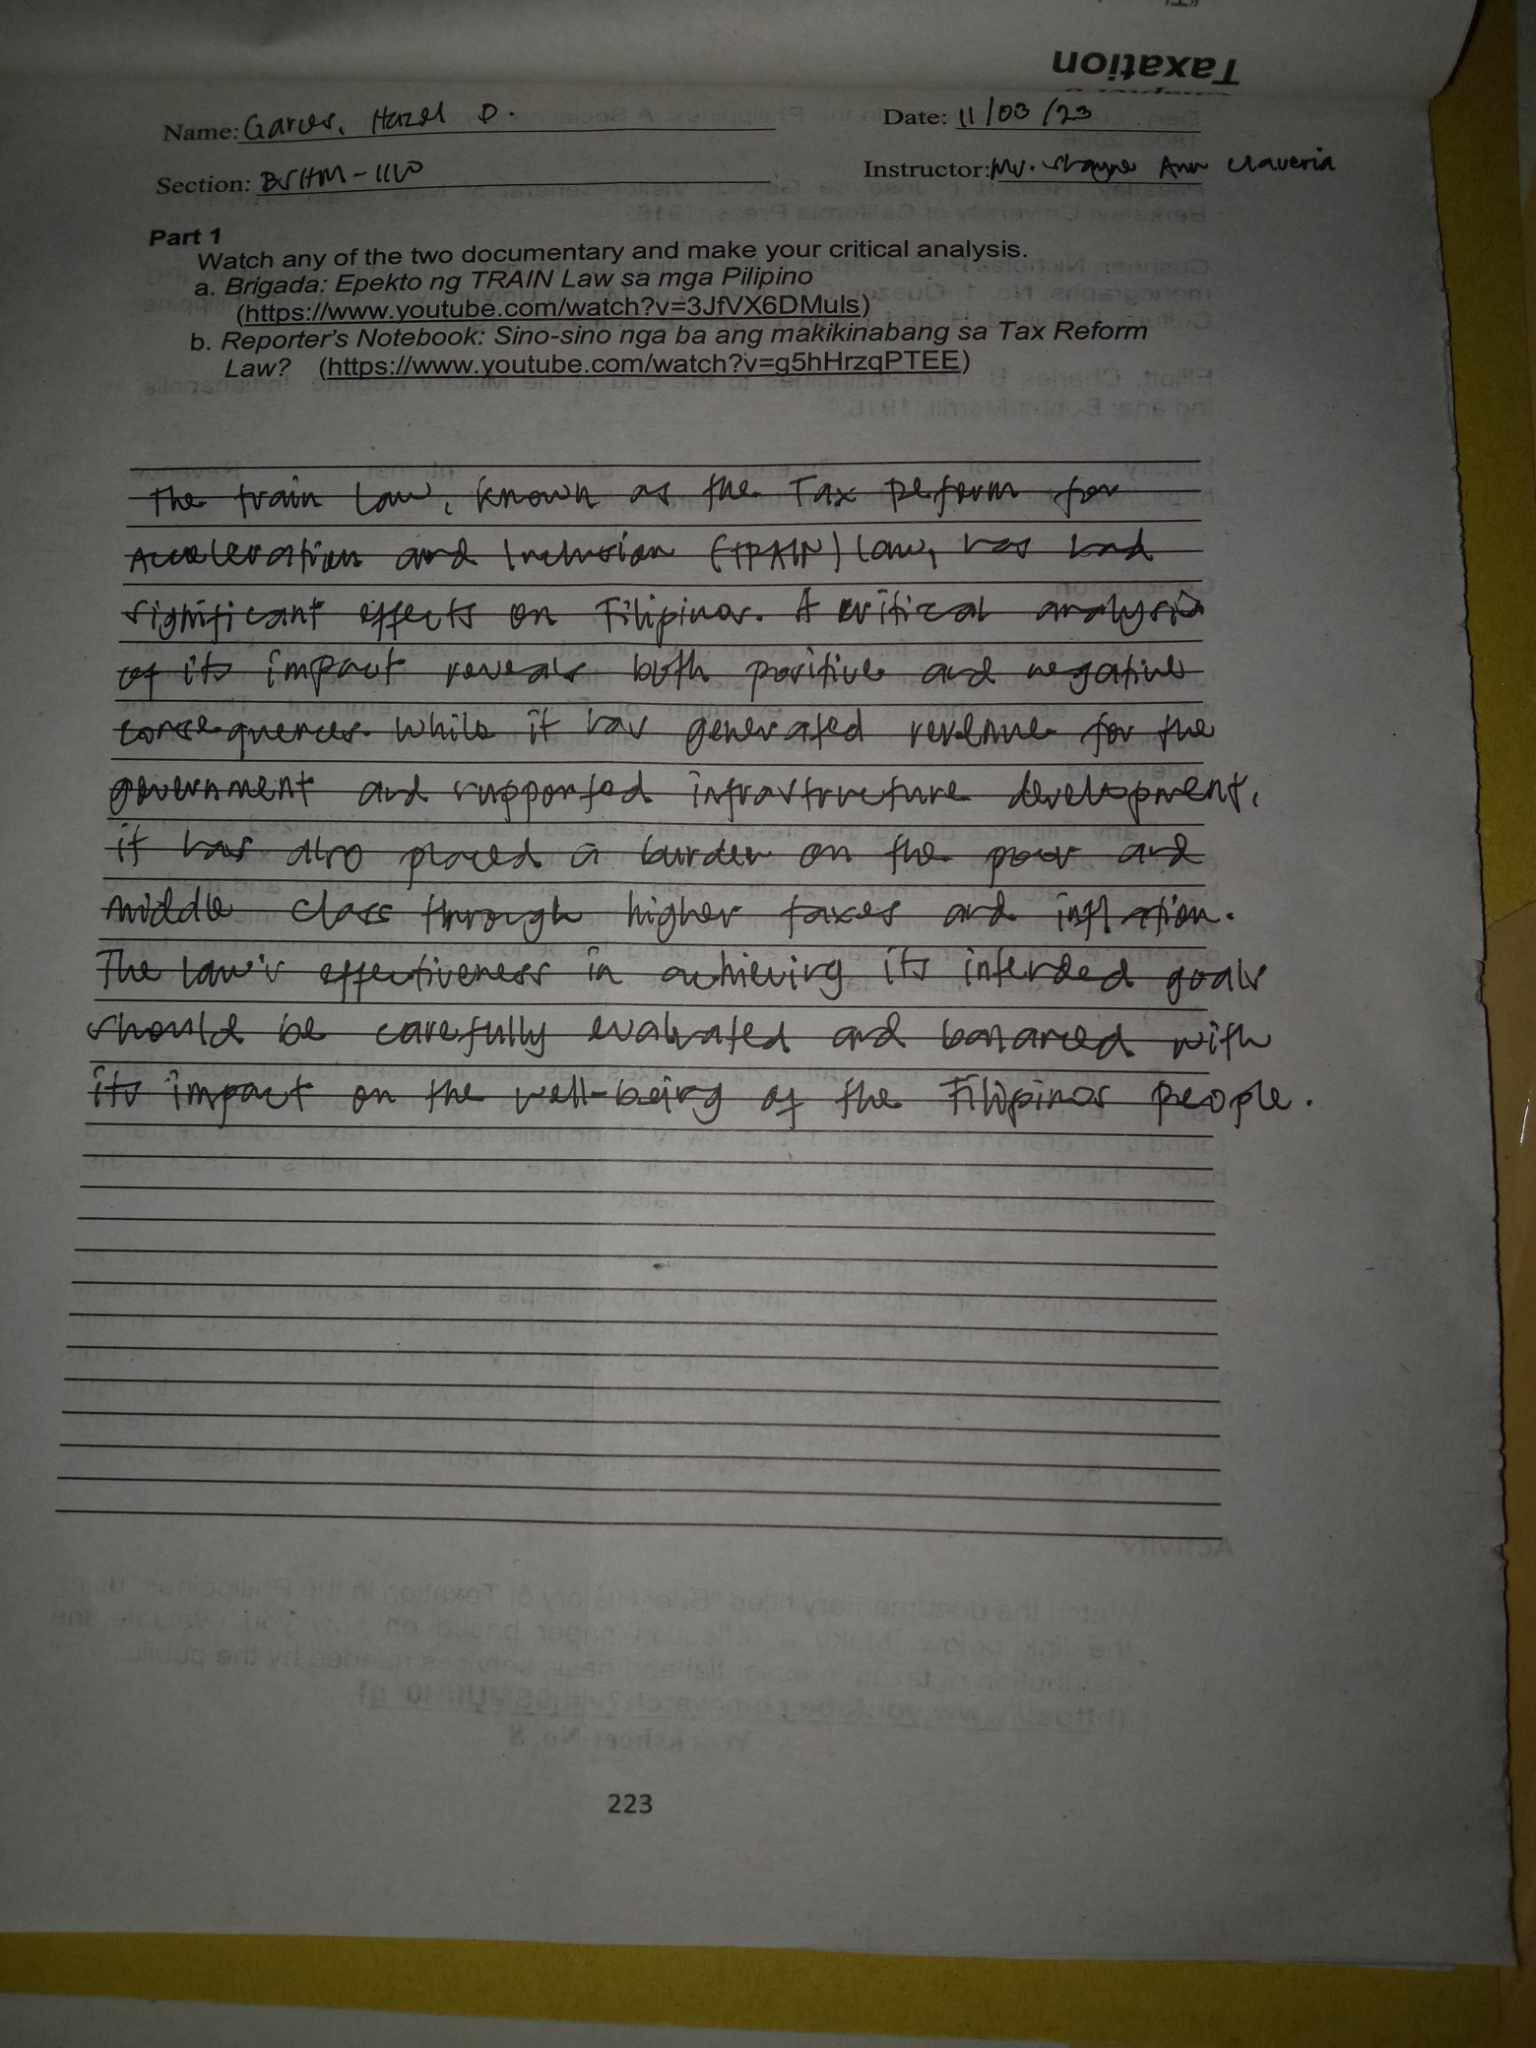 Taxation
Name: Garces, Hazel D. Date: 11/03/23
Section: BSHM-11W Instructor: Ms. Shayne Ann Claveria
Part 1
Watch any of the two documentary and make your critical analysis.
a. Brigada: Epekto ng TRAIN Law sa mga Pilipino
(https://www.youtube.com/watch?v=3JfVX6DMuls)
b. Reporter's Notebook: Sino-sino nga ba ang makikinabang sa Tax Reform
Law? (https://www.youtube.com/watch?v=g5hHrzqPTEE)
The train law, known as the Tax Reform for
Acceleration and Inclusion (TRAIN) law, has had
significant effects on Filipinos. A critical analysis
of its impact reveals both positive and negative
consequences. While it has generated revenue for the
government and supported infrastructure development,
it has also placed a burden on the poor and
middle class through higher taxes and inflation.
The law's effectiveness in achieving its intended goals
should be carefully evaluated and banarced with
its impact on the well-being of the Filipinos people.
223